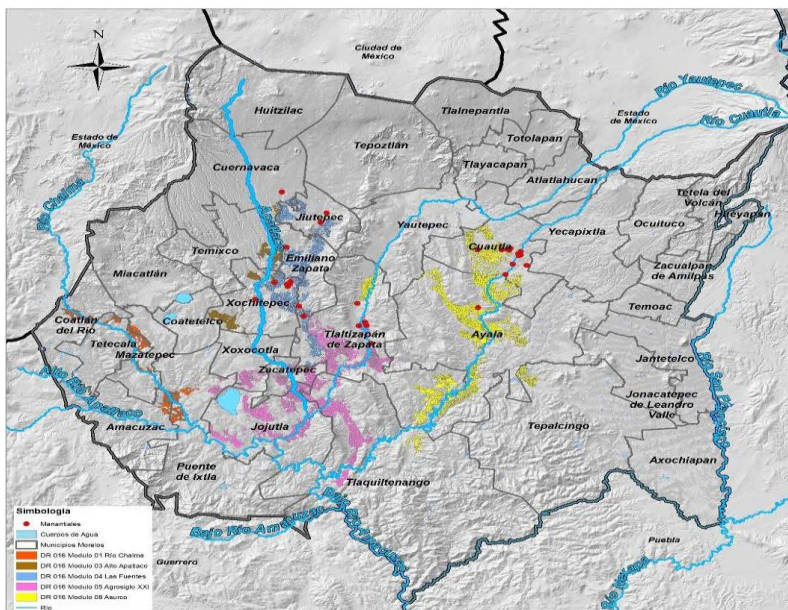 N
Ciudad de
México
Río Yautepec
Huitzilac
Tlalnepantla
Estado de
México
Río Cuautla
Estado de
México
Tepoztlán
Totolapan
Tlayacapan
Cuernavaca
Atlatlahucan
Tetela del
Volcán
Hueyapan
Río Chalma
Jiutepec
Yautepec
Ocuituco
Yecapixtla
Cuautla
Temixco
Emiliano
Zapata
Zacualpan
de Amilpas
Miacatlán
Xochitepec
Temoac
Coatlán
del Río
Coatetelco
Tlaltizapán
de Zapata
Ayala
Tetecala
Mazatepec
Xoxocotla
Jantetelco
Zacatepec
Alto Río Apatlaco
Jonacatepec
de Leandro
Valle
Amacuzac
Jojutla
Tepalcingo
Axochiapan
Puente
de Ixtla
Tlaquiltenango
Bajo Río Amacuzac
Guerrero
Puebla
Simbología
Manantiales
Cuerpos de Agua
Municipios Morelos
DR 016 Modulo 01 Río Chalma
DR 016 Modulo 03 Alto Apatlaco
DR 016 Modulo 04 Las Fuentes
DR 016 Modulo 05 Agrosiglo XXI
DR 016 Modulo 08 Asurco
Río